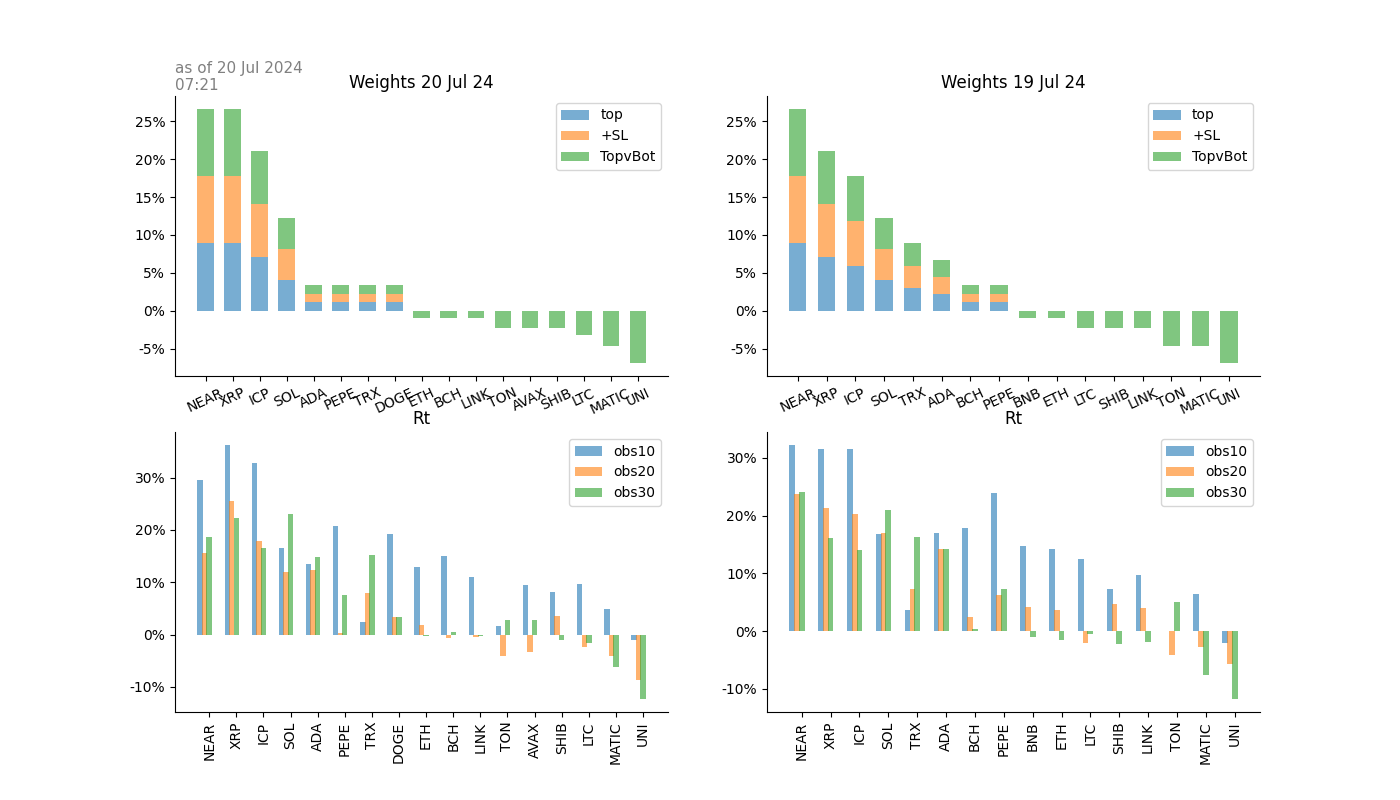 as of 20 Jul 2024
07:21
Weights 20 Jul 24
25%
20%
15%
10%
5%
0%
-5%
top
+SL
TopvBot
NEAR XRP ICP SOL ADA PEPE TRX DOGE ETH BCH LINK TON AVAX SHIB LTC MATIC UNI
Weights 19 Jul 24
25%
20%
15%
10%
5%
0%
-5%
top
+SL
TopvBot
NEAR XRP ICP SOL TRX ADA BCH PEPE BNB ETH LTC SHIB LINK TON MATIC UNI
Rt
30%
20%
10%
0%
-10%
obs10
obs20
obs30
NEAR XRP ICP SOL ADA PEPE TRX DOGE ETH BCH LINK TON AVAX SHIB LTC MATIC UNI
Rt
30%
20%
10%
0%
-10%
obs10
obs20
obs30
NEAR XRP ICP SOL TRX ADA BCH PEPE BNB ETH LTC SHIB LINK TON MATIC UNI